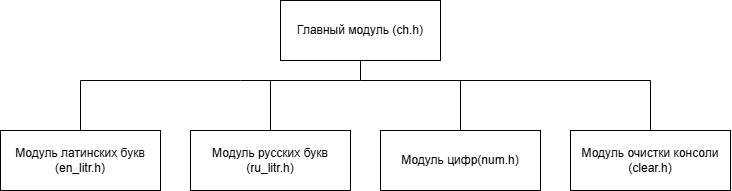 Главный модуль (ch.h)
Модуль латинских букв
(en_litr.h)
Модуль русских букв
(ru_litr.h)
Модуль цифр(num.h)
Модуль очистки консоли
(clear.h)